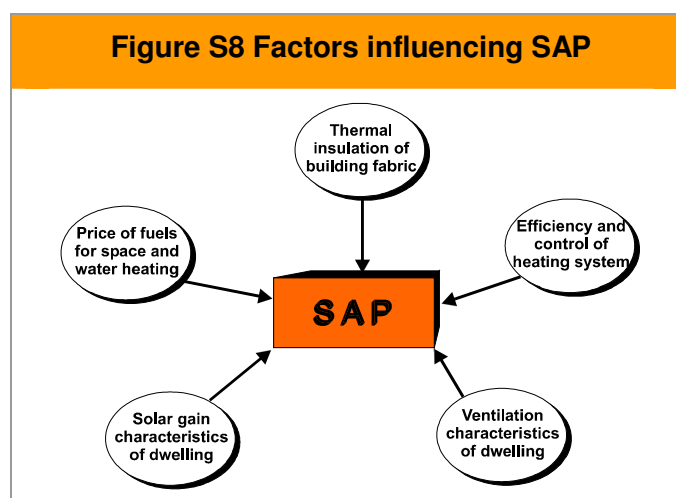 Figure S8 Factors influencing SAP
Thermal
insulation of
building fabric
Price of fuels
for space and
water heating
Efficiency and
control of
heating system
SAP
Solar gain
characteristics
of dwelling
Ventilation
characteristics
of dwelling